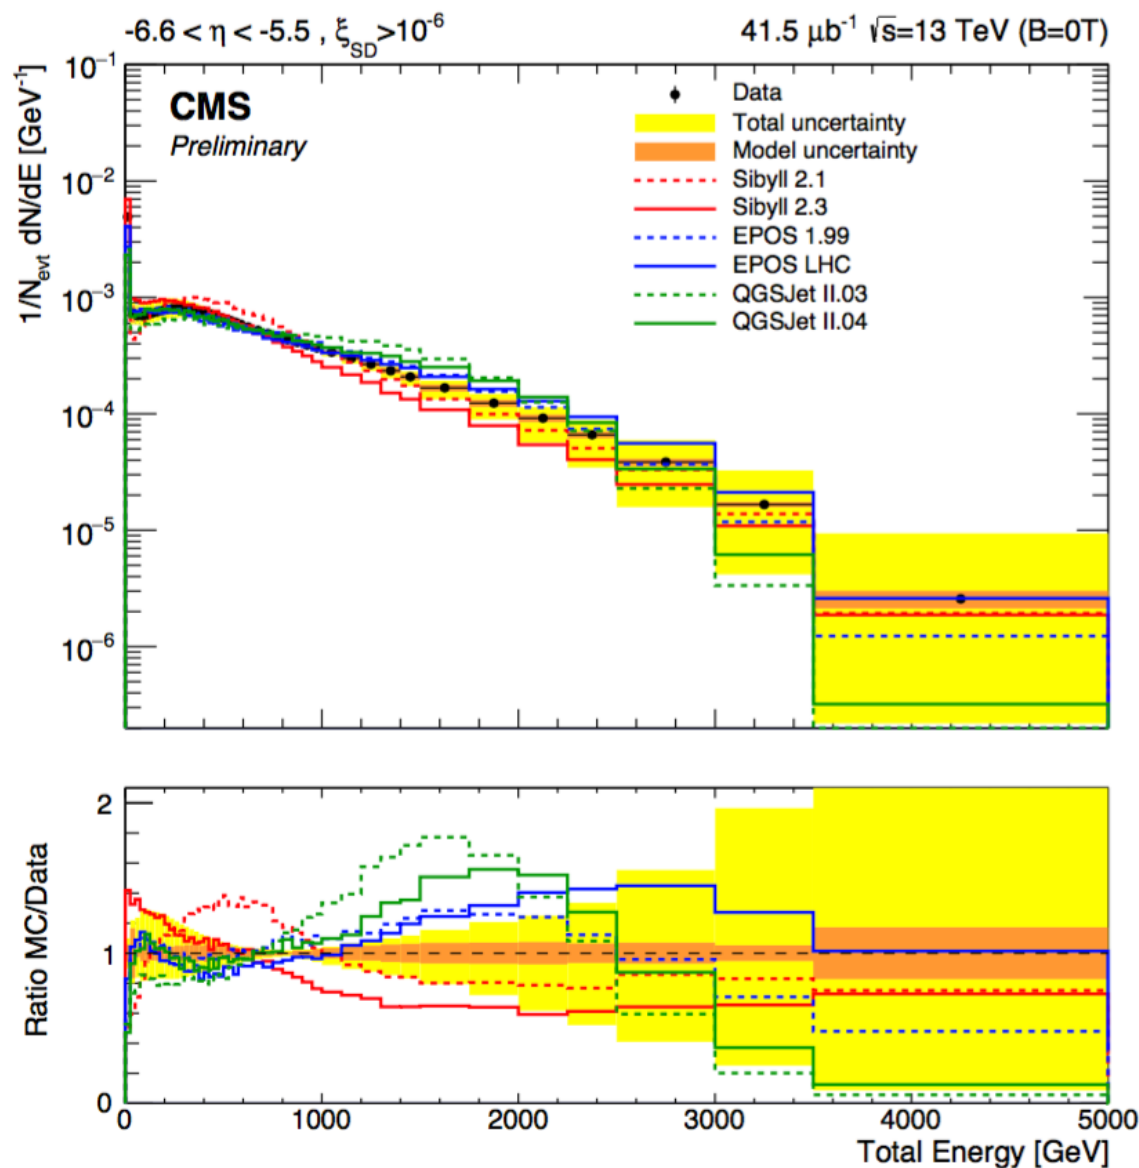 -6.6 < η < -5.5 , ξ_SD>10⁻⁶ 41.5 μb⁻¹ √s=13 TeV (B=0T)
CMS
Preliminary
Data
Total uncertainty
Model uncertainty
Sibyll 2.1
Sibyll 2.3
EPOS 1.99
EPOS LHC
QGSJet II.03
QGSJet II.04
1/N_evt dN/dE [GeV⁻¹]
10⁻¹
10⁻²
10⁻³
10⁻⁴
10⁻⁵
10⁻⁶
Ratio MC/Data
2
1
0
0 1000 2000 3000 4000 5000
Total Energy [GeV]